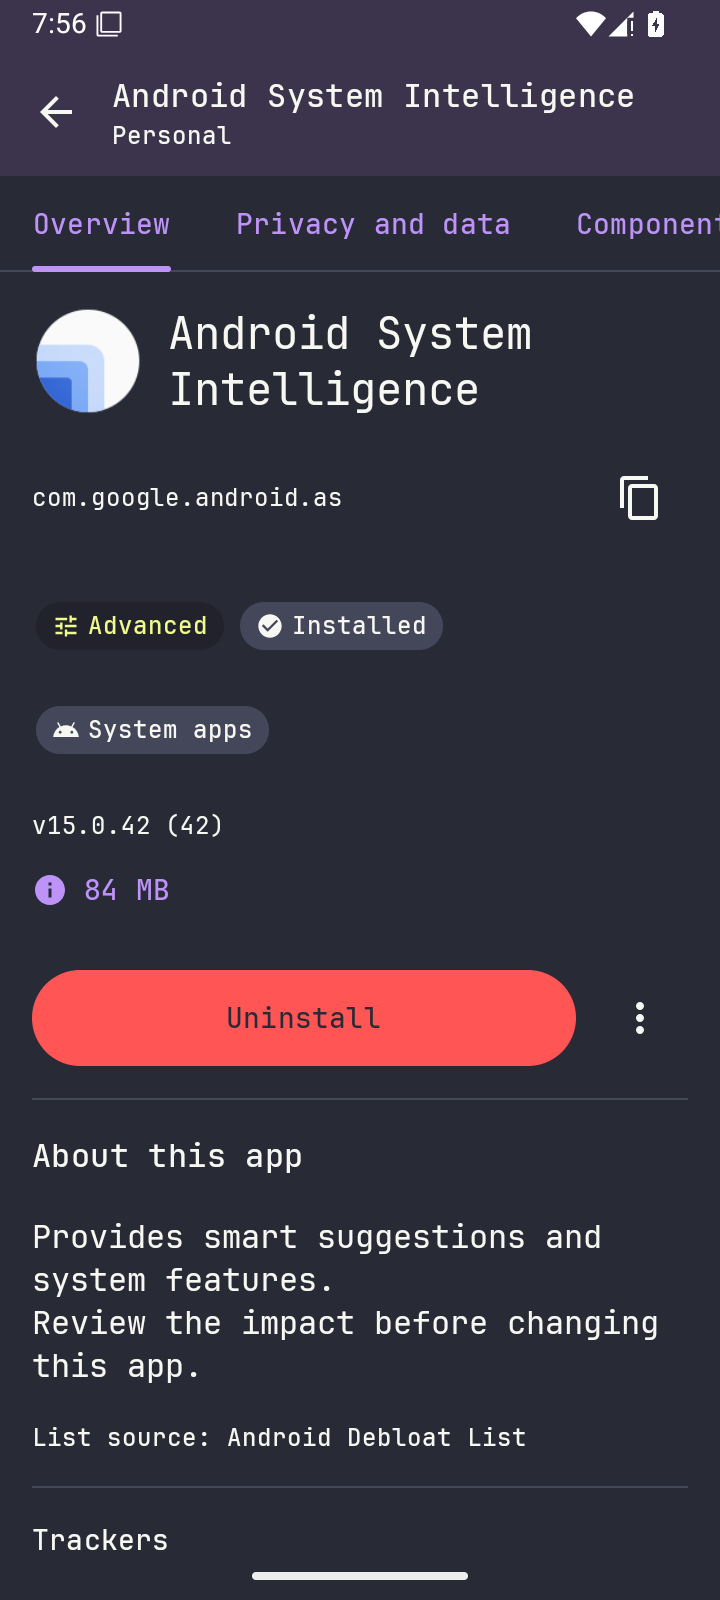 7:56
Android System Intelligence
Personal
Overview Privacy and data Component
Android System
Intelligence
com.google.android.as
Advanced Installed
System apps
v15.0.42 (42)
84 MB
Uninstall
About this app
Provides smart suggestions and
system features.
Review the impact before changing
this app.
List source: Android Debloat List
Trackers